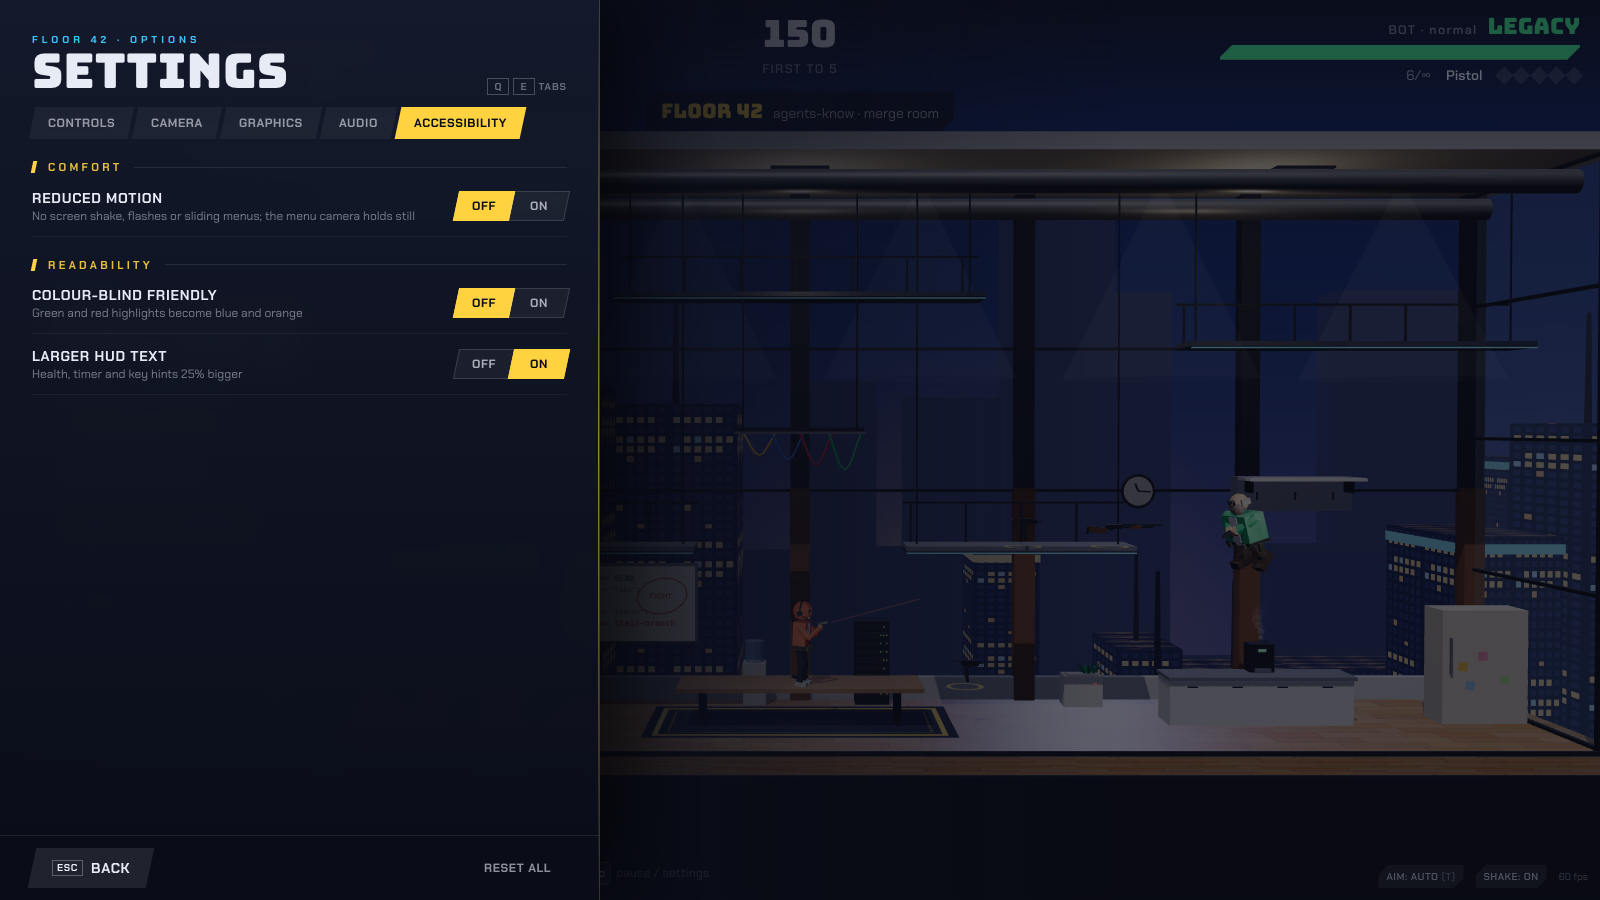 FLOOR 42 · OPTIONS
SETTINGS
Q E TABS
CONTROLS CAMERA GRAPHICS AUDIO ACCESSIBILITY
COMFORT
REDUCED MOTION
No screen shake, flashes or sliding menus; the menu camera holds still
OFF ON
READABILITY
COLOUR-BLIND FRIENDLY
Green and red highlights become blue and orange
OFF ON
LARGER HUD TEXT
Health, timer and key hints 25% bigger
OFF ON
ESC BACK
RESET ALL
150
FIRST TO 5
BOT · normal LEGACY
6/∞ Pistol
FLOOR 42 agents-know · merge room
FIGHT
pause / settings
AIM: AUTO [T]
SHAKE: ON
60 fps